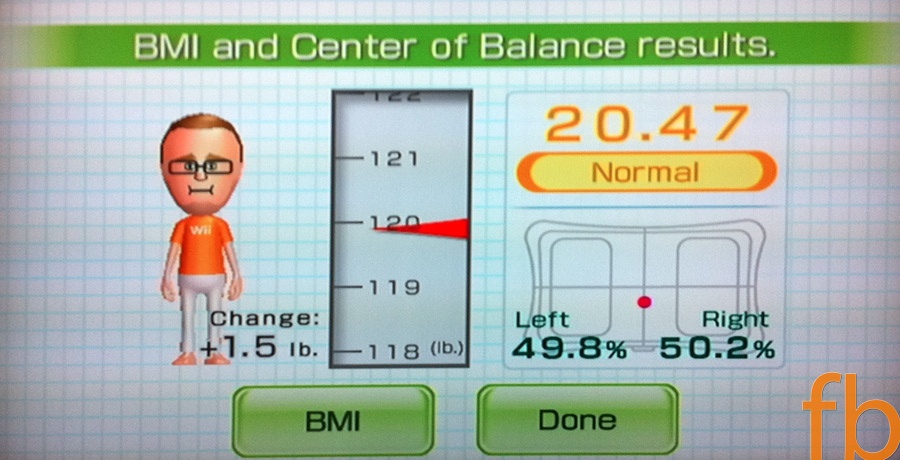 BMI and Center of Balance results.
Wii
Change:
+1.5 lb.
122
121
120
119
118 (lb.)
20.47
Normal
Left Right
49.8% 50.2%
BMI Done
fb